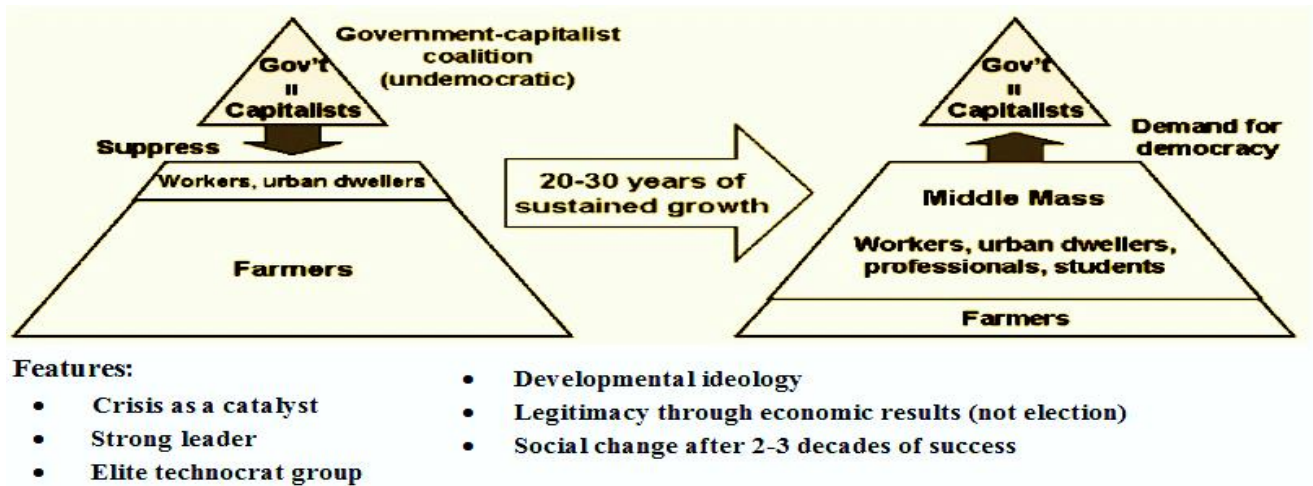 Gov't
=
Capitalists
Government-capitalist
coalition
(undemocratic)
Suppress
Workers, urban dwellers
Farmers
20-30 years of
sustained growth
Gov't
=
Capitalists
Demand for
democracy
Middle Mass
Workers, urban dwellers,
professionals, students
Farmers
Features:
• Crisis as a catalyst
• Strong leader
• Elite technocrat group
• Developmental ideology
• Legitimacy through economic results (not election)
• Social change after 2-3 decades of success